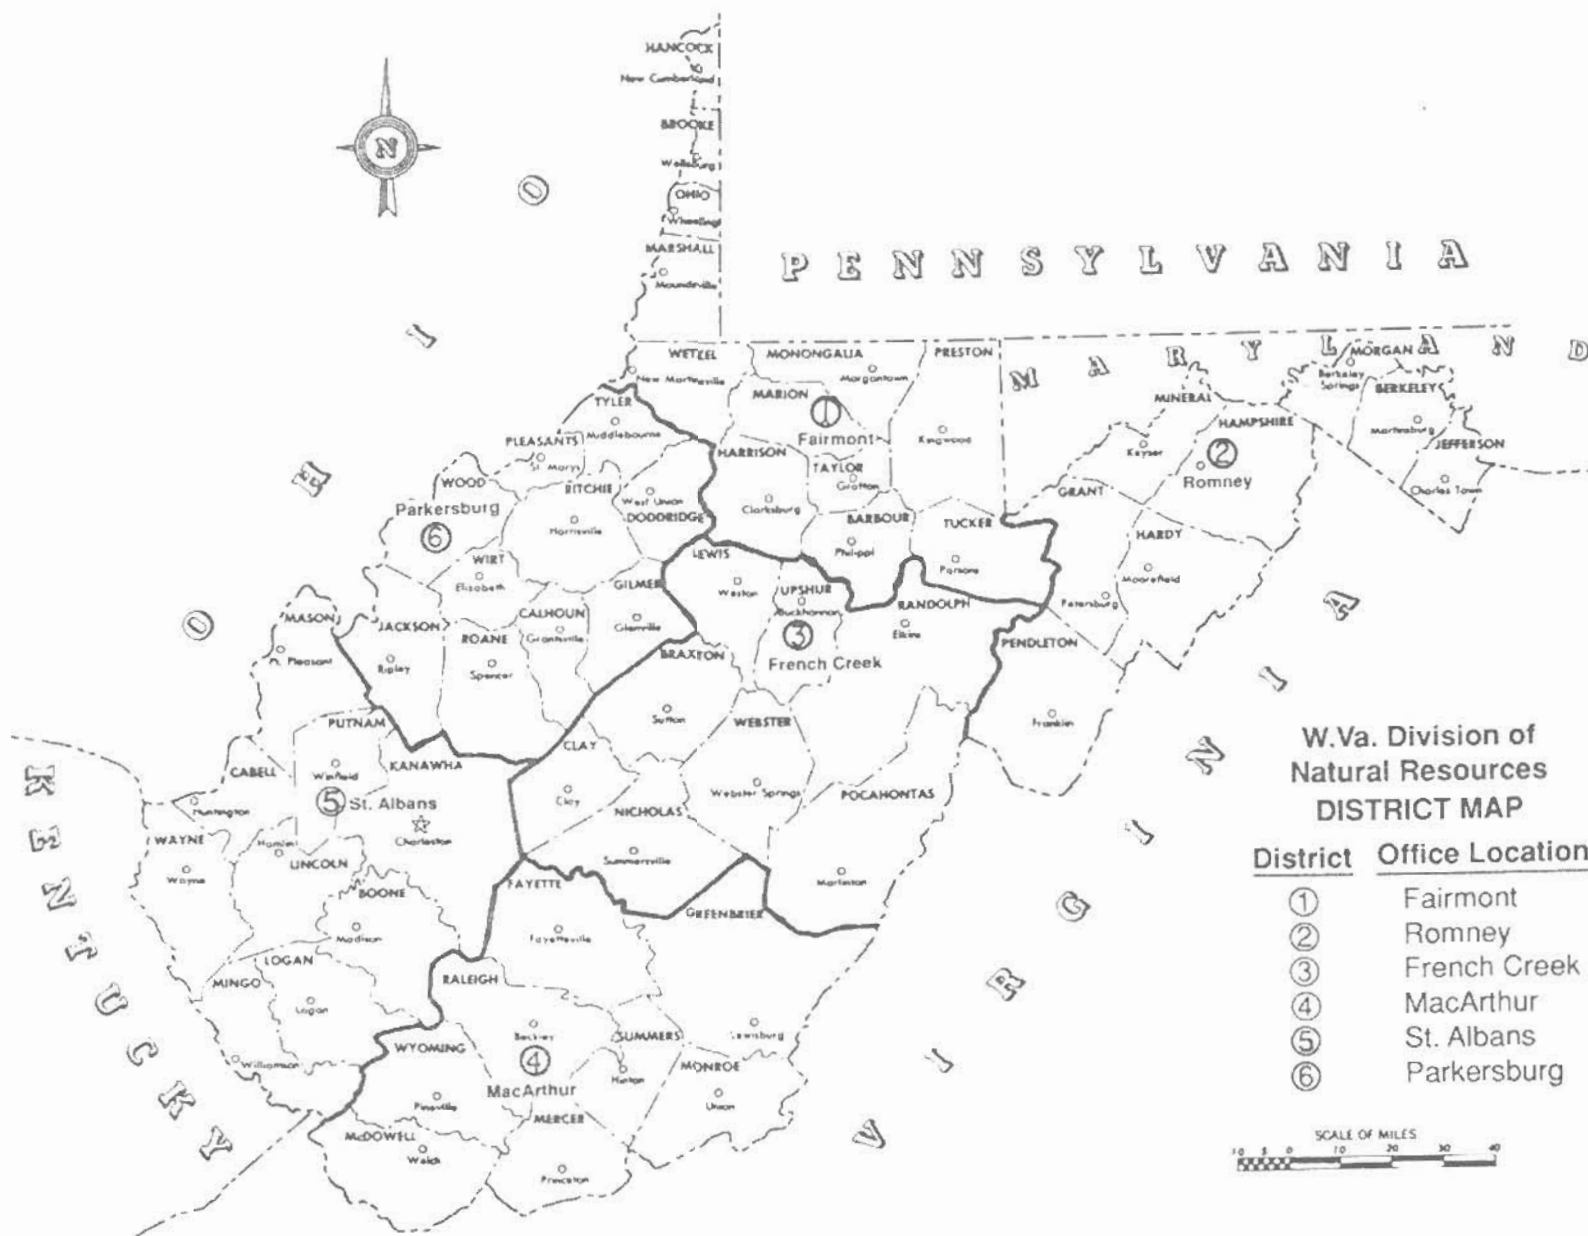 HANCOCK
New Cumberland
BROOKE
Wellsburg
OHIO
Wheeling
MARSHALL
Moundsville
N
OHIO
PENNSYLVANIA
MARYLAND
WETZEL
New Martinsville
MONONGALIA
Morgantown
PRESTON
Kingwood
MARION
1
Fairmont
TYLER
Middlebourne
PLEASANTS
St. Marys
WOOD
Parkersburg
6
RITCHIE
Harrisville
West Union
DODDRIDGE
HARRISON
Clarksburg
TAYLOR
Grafton
BARBOUR
Philippi
TUCKER
Parsons
MORGAN
Berkeley
Springs
BERKELEY
Martinsburg
JEFFERSON
Charles Town
MINERAL
Keyser
HAMPSHIRE
2
Romney
GRANT
Petersburg
HARDY
Moorefield
PENDLETON
Franklin
WIRT
Elizabeth
GILMER
Glenville
CALHOUN
Grantsville
ROANE
Spencer
JACKSON
Ripley
MASON
Pt. Pleasant
LEWIS
Weston
UPSHUR
Buckhannon
3
French Creek
RANDOLPH
Elkins
BRAXTON
Sutton
WEBSTER
Webster Springs
POCAHONTAS
Marlinton
CLAY
Clay
NICHOLAS
Summersville
PUTNAM
Winfield
KANAWHA
5 St. Albans
Charleston
CABELL
Huntington
WAYNE
Wayne
Hamlin
LINCOLN
BOONE
Madison
LOGAN
Logan
MINGO
Williamson
FAYETTE
Fayetteville
GREENBRIER
Lewisburg
RALEIGH
Beckley
4
MacArthur
SUMMERS
Hinton
MONROE
Union
WYOMING
Pineville
MERCER
Princeton
McDOWELL
Welch
KENTUCKY
VIRGINIA
W.Va. Division of
Natural Resources
DISTRICT MAP
District Office Location
1 Fairmont
2 Romney
3 French Creek
4 MacArthur
5 St. Albans
6 Parkersburg
SCALE OF MILES
10 5 0 10 20 30 40